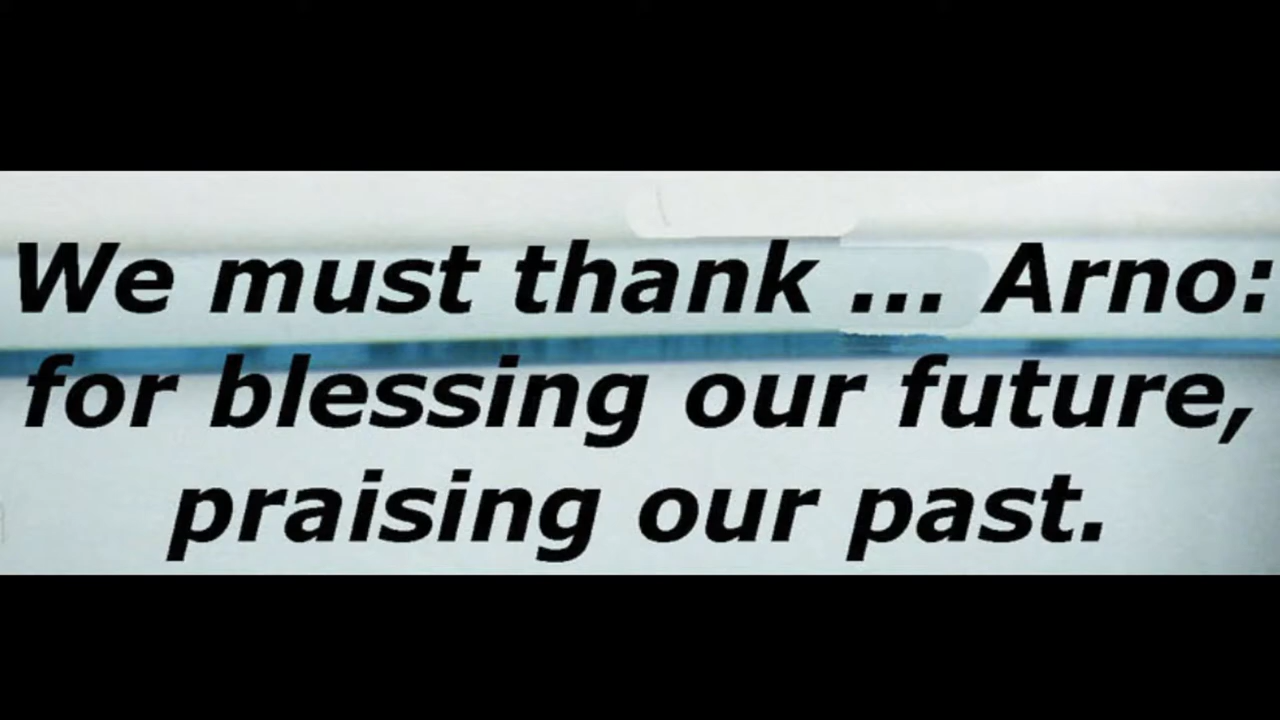 We must thank ... Arno:
for blessing our future,
praising our past.